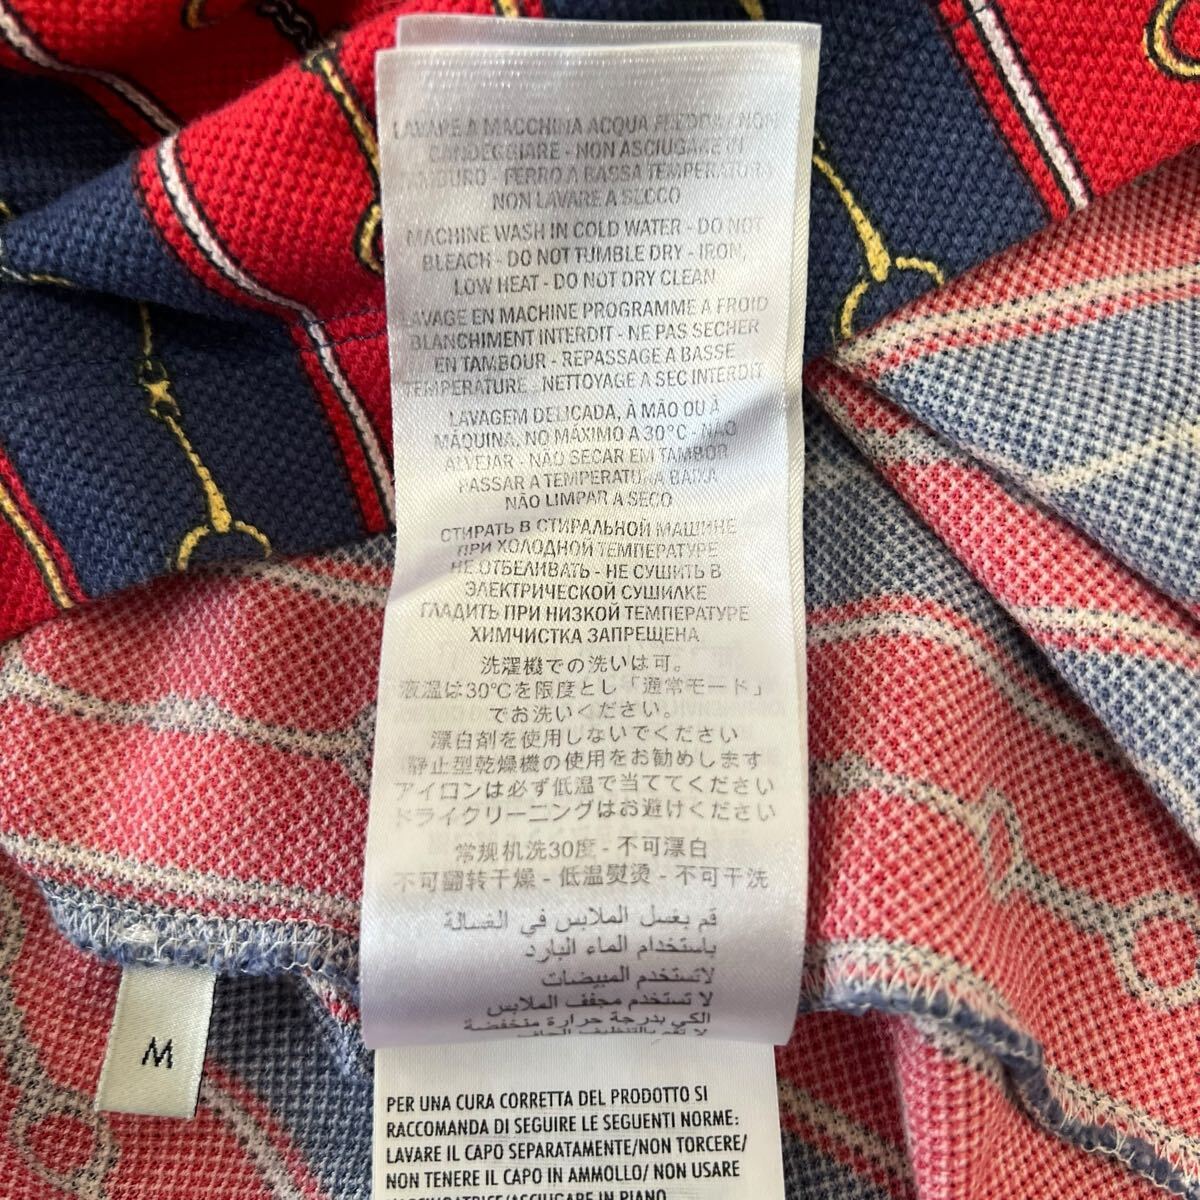 LAVARE A MACCHINA ACQUA FREDDA - NON
CANDEGGIARE - NON ASCIUGARE IN
TAMBURO - FERRO A BASSA TEMPERATURA
NON LAVARE A SECCO
MACHINE WASH IN COLD WATER - DO NOT
BLEACH - DO NOT TUMBLE DRY - IRON,
LOW HEAT - DO NOT DRY CLEAN
LAVAGE EN MACHINE PROGRAMME A FROID
BLANCHIMENT INTERDIT - NE PAS SECHER
EN TAMBOUR - REPASSAGE A BASSE
TEMPERATURE - NETTOYAGE A SEC INTERDIT
LAVAGEM DELICADA, À MÃO OU À
MÁQUINA, NO MÁXIMO A 30°C - NÃO
ALVEJAR - NÃO SECAR EM TAMBOR
PASSAR A TEMPERATURA BAIXA
NÃO LIMPAR A SECO
СТИРАТЬ В СТИРАЛЬНОЙ МАШИНЕ
ПРИ ХОЛОДНОЙ ТЕМПЕРАТУРЕ
НЕ ОТБЕЛИВАТЬ - НЕ СУШИТЬ В
ЭЛЕКТРИЧЕСКОЙ СУШИЛКЕ
ГЛАДИТЬ ПРИ НИЗКОЙ ТЕМПЕРАТУРЕ
ХИМЧИСТКА ЗАПРЕЩЕНА
洗濯機での洗いは可。
液温は30℃を限度とし「通常モード」
でお洗いください。
漂白剤を使用しないでください
静止型乾燥機の使用をお勧めします
アイロンは必ず低温で当ててください
ドライクリーニングはお避けください
常规机洗30度 - 不可漂白
不可翻转干燥 - 低温熨烫 - 不可干洗
قم بغسل الملابس في الغسالة
باستخدام الماء البارد
لاتستخدم المبيضات
لا تستخدم مجفف الملابس
الكي بدرجة حرارة منخفضة
M
PER UNA CURA CORRETTA DEL PRODOTTO SI
RACCOMANDA DI SEGUIRE LE SEGUENTI NORME:
LAVARE IL CAPO SEPARATAMENTE/NON TORCERE/
NON TENERE IL CAPO IN AMMOLLO/ NON USARE